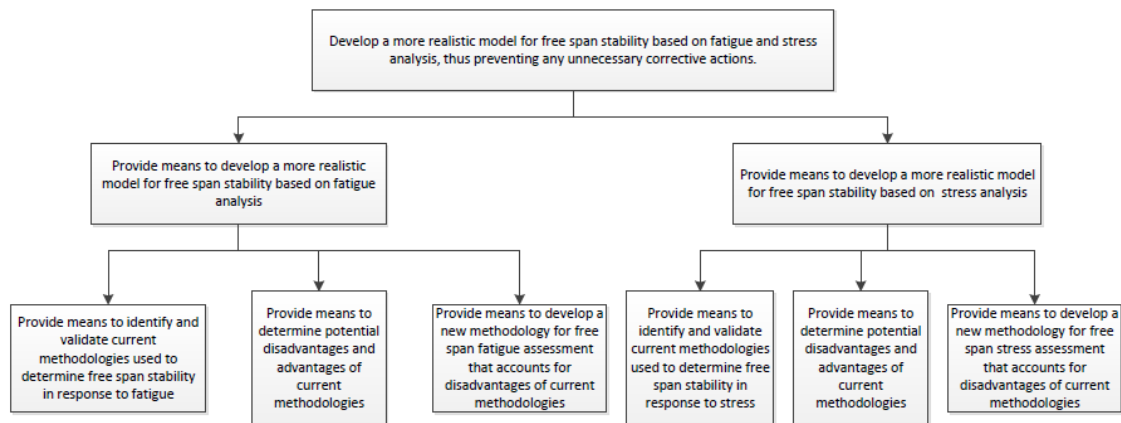 Develop a more realistic model for free span stability based on fatigue and stress
analysis, thus preventing any unnecessary corrective actions.
Provide means to develop a more realistic
model for free span stability based on fatigue
analysis
Provide means to develop a more realistic model
for free span stability based on stress analysis
Provide means to identify and
validate current
methodologies used to
determine free span stability
in response to fatigue
Provide means to
determine potential
disadvantages and
advantages of
current
methodologies
Provide means to develop a
new methodology for free
span fatigue assessment
that accounts for
disadvantages of current
methodologies
Provide means to
identify and validate
current methodologies
used to determine free
span stability in
response to stress
Provide means to
determine potential
disadvantages and
advantages of
current
methodologies
Provide means to develop a
new methodology for free
span stress assessment
that accounts for
disadvantages of current
methodologies